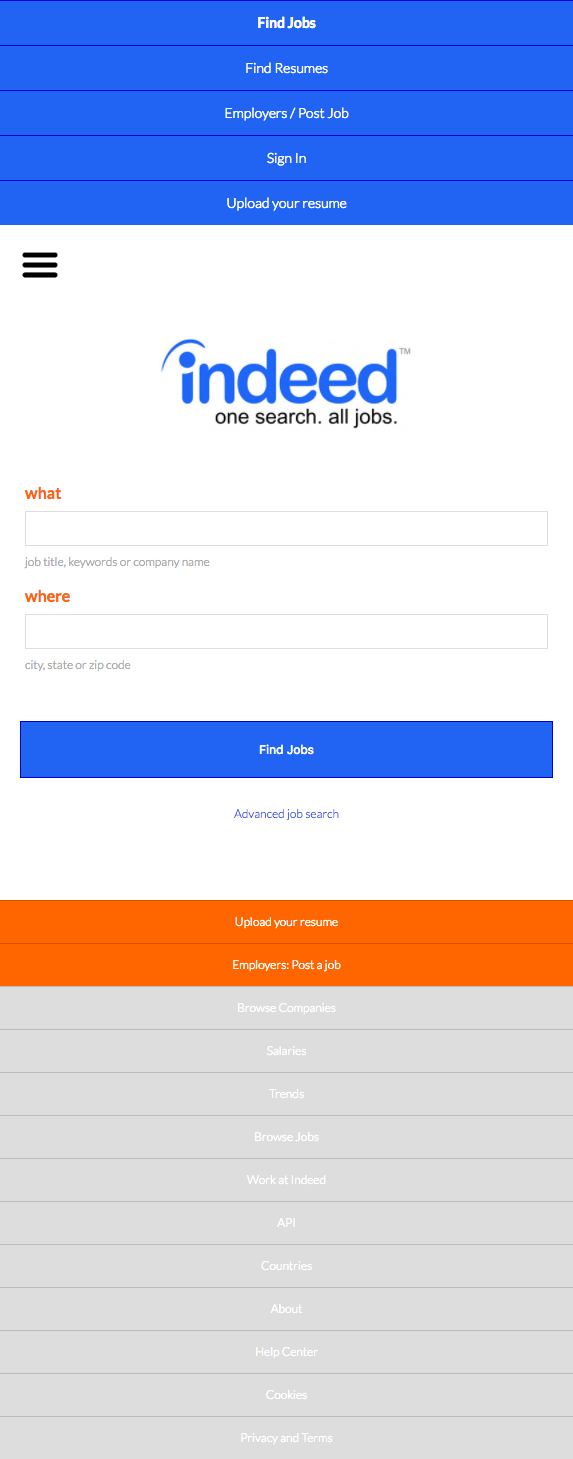 Find Jobs
Find Resumes
Employers / Post Job
Sign In
Upload your resume
indeed™
one search. all jobs.
what
job title, keywords or company name
where
city, state or zip code
Find Jobs
Advanced job search
Upload your resume
Employers: Post a job
Browse Companies
Salaries
Trends
Browse Jobs
Work at Indeed
API
Countries
About
Help Center
Cookies
Privacy and Terms